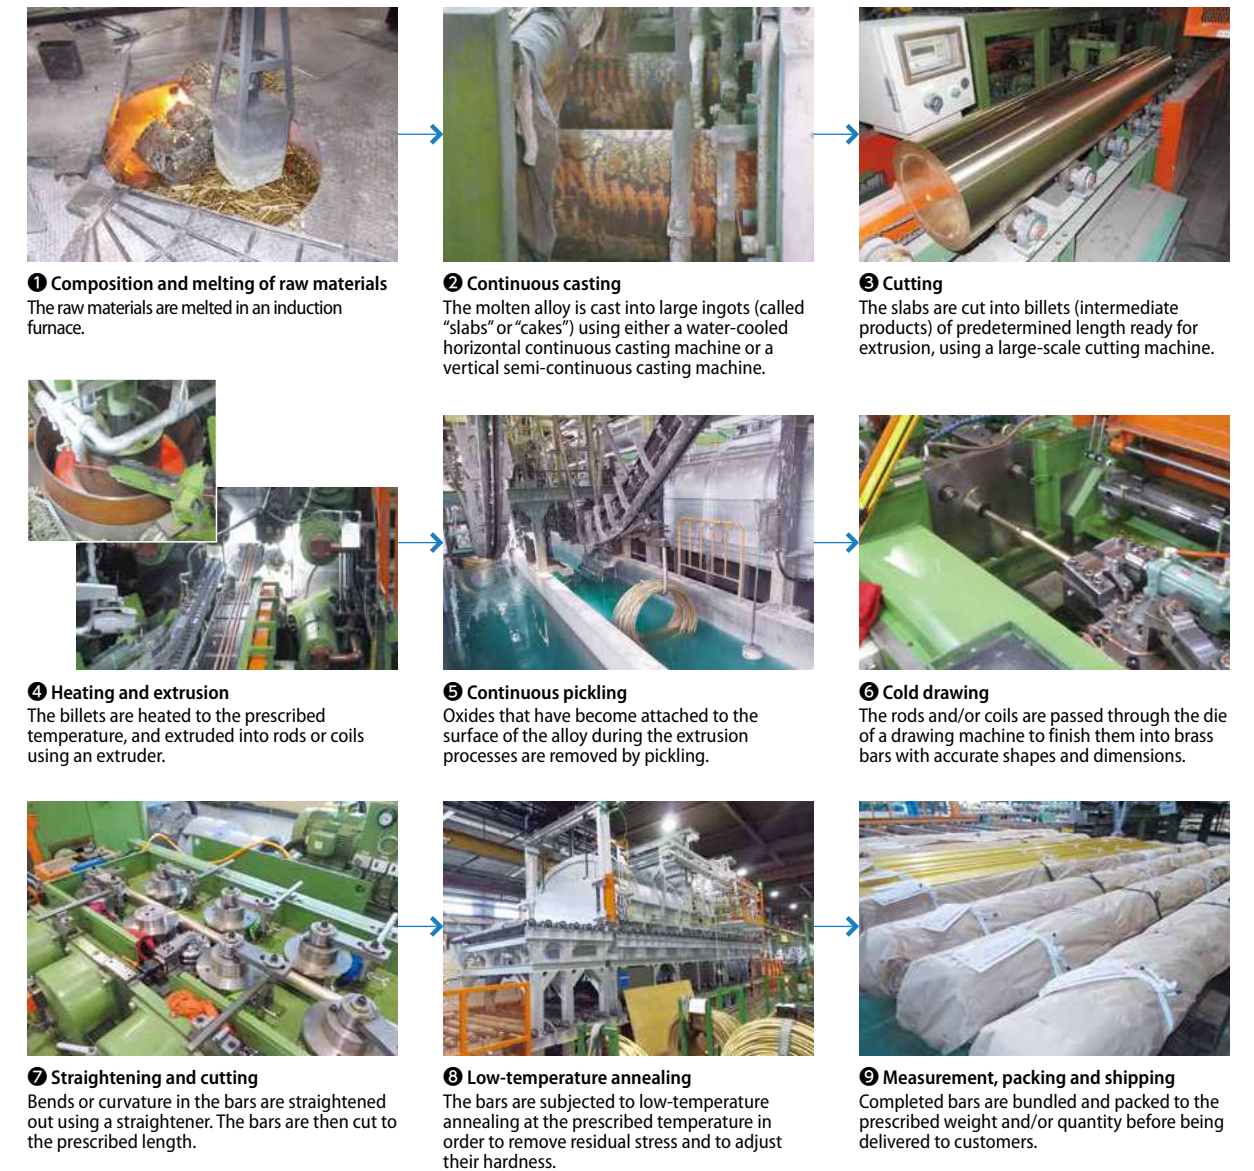 ❶ Composition and melting of raw materials
The raw materials are melted in an induction
furnace.
❷ Continuous casting
The molten alloy is cast into large ingots (called
“slabs” or “cakes”) using either a water-cooled
horizontal continuous casting machine or a
vertical semi-continuous casting machine.
❸ Cutting
The slabs are cut into billets (intermediate
products) of predetermined length ready for
extrusion, using a large-scale cutting machine.
❹ Heating and extrusion
The billets are heated to the prescribed
temperature, and extruded into rods or coils
using an extruder.
❺ Continuous pickling
Oxides that have become attached to the
surface of the alloy during the extrusion
processes are removed by pickling.
❻ Cold drawing
The rods and/or coils are passed through the die
of a drawing machine to finish them into brass
bars with accurate shapes and dimensions.
❼ Straightening and cutting
Bends or curvature in the bars are straightened
out using a straightener. The bars are then cut to
the prescribed length.
❽ Low-temperature annealing
The bars are subjected to low-temperature
annealing at the prescribed temperature in
order to remove residual stress and to adjust
their hardness.
❾ Measurement, packing and shipping
Completed bars are bundled and packed to the
prescribed weight and/or quantity before being
delivered to customers.